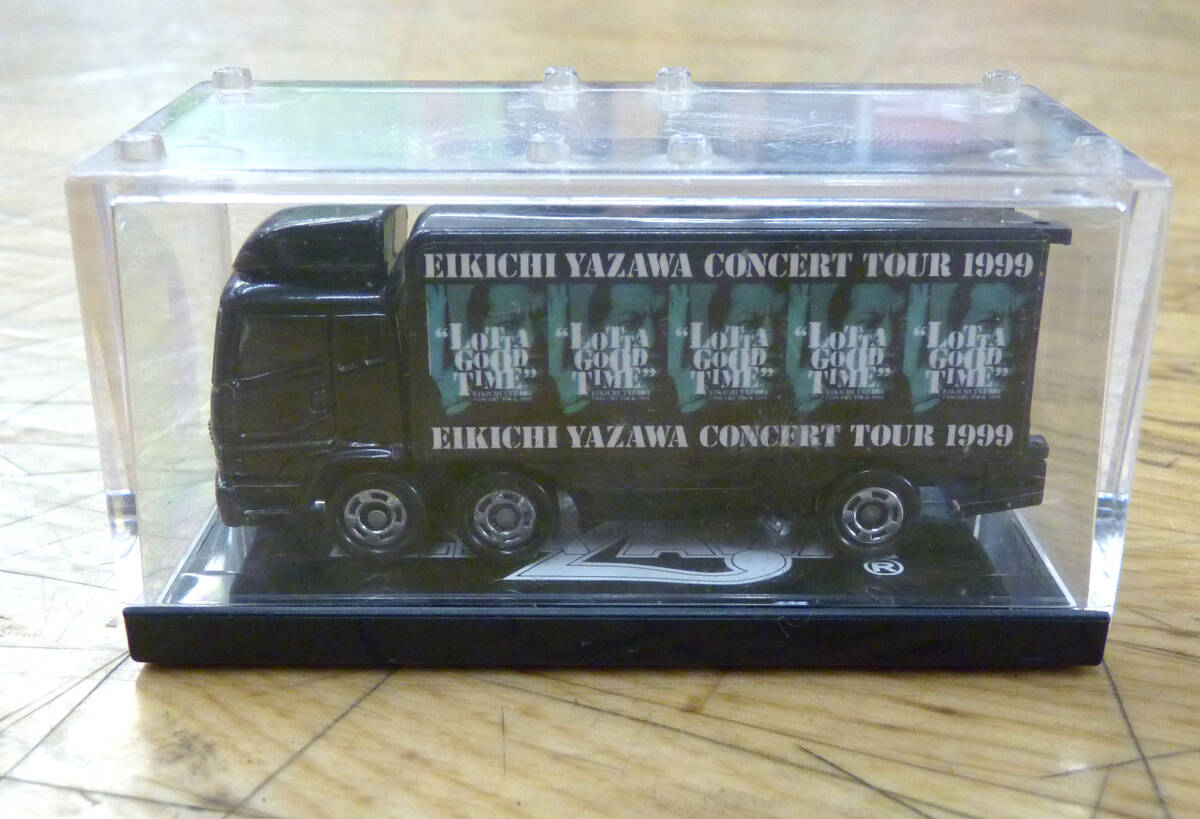 EIKICHI YAZAWA CONCERT TOUR 1999
"LOTTA "LOTTA "LOTTA "LOTTA "LOTTA
GOOD GOOD GOOD GOOD GOOD
TIME" TIME" TIME" TIME" TIME"
EIKICHI YAZAWA CONCERT TOUR 1999
®